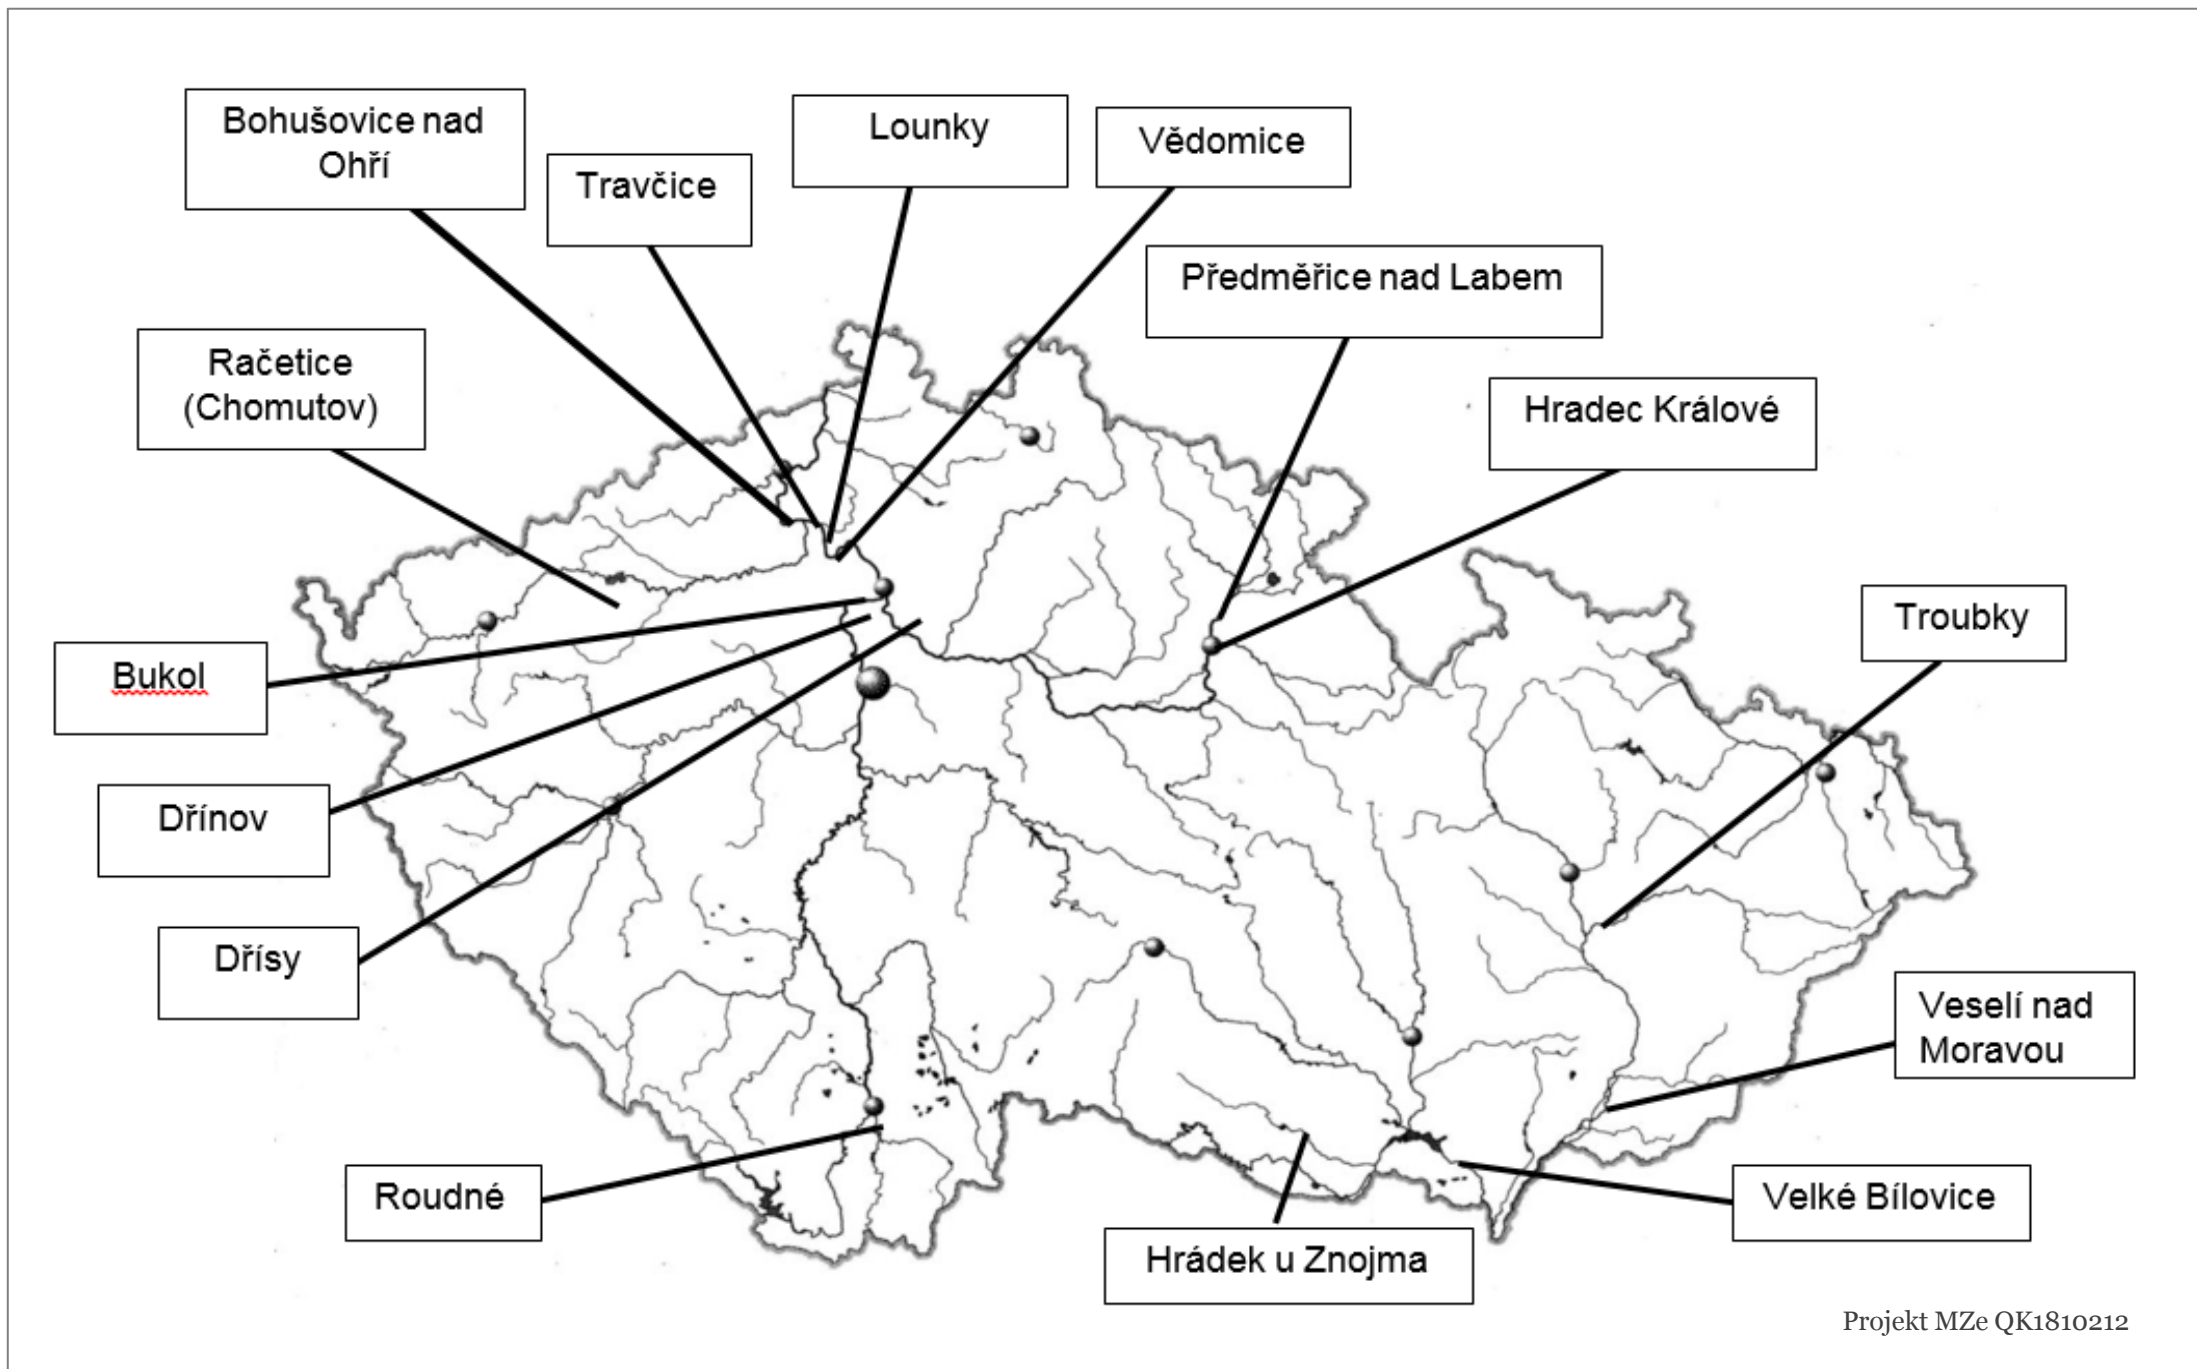 Bohušovice nad
Ohří
Travčice
Lounky
Vědomice
Předměřice nad Labem
Račetice
(Chomutov)
Hradec Králové
Troubky
Bukol
Dřínov
Dřísy
Veselí nad
Moravou
Roudné
Velké Bílovice
Hrádek u Znojma
Projekt MZe QK1810212